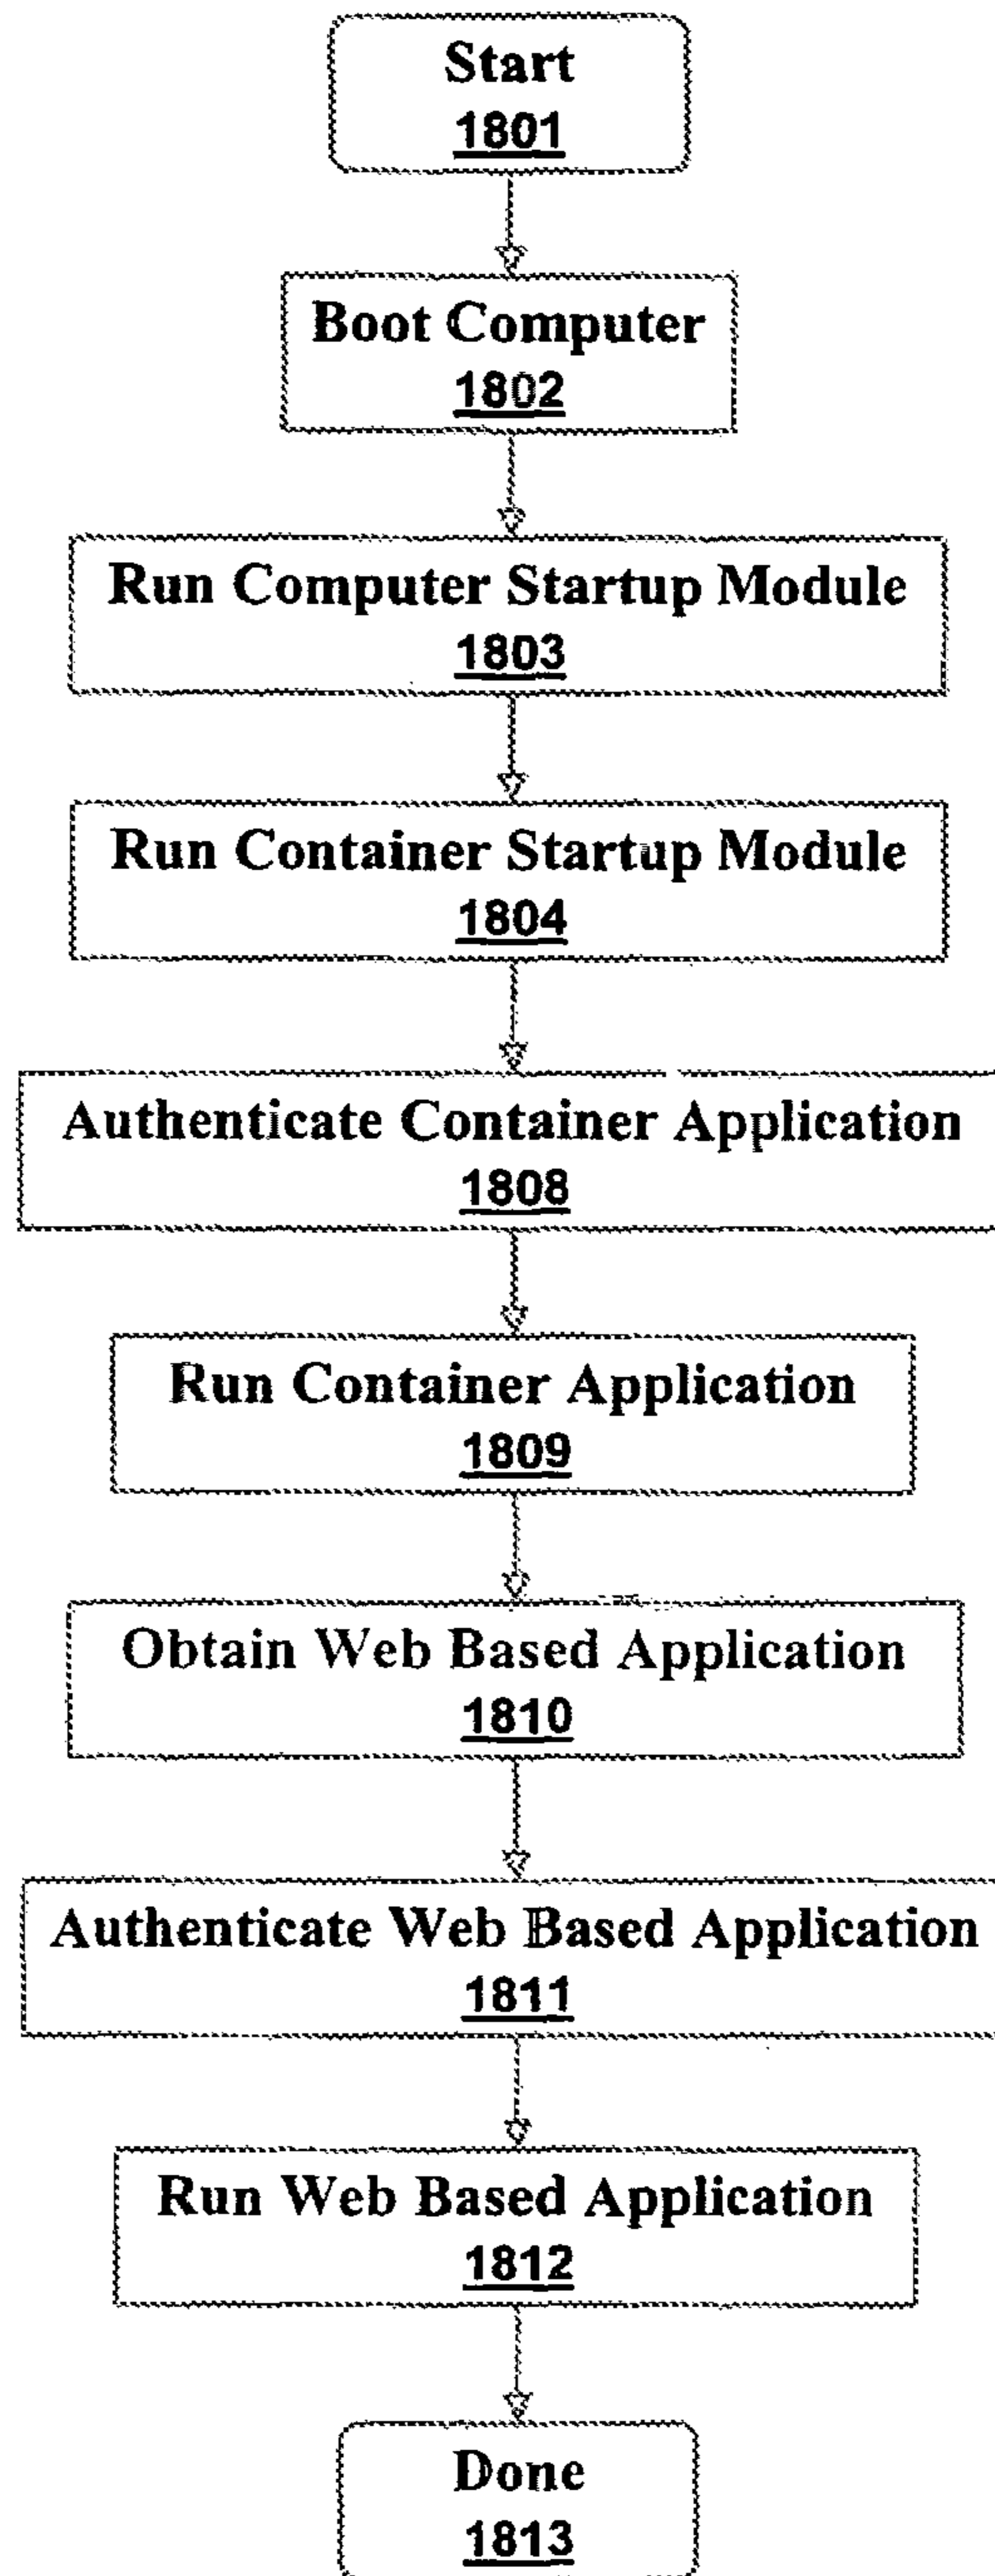 Start
1801
Boot Computer
1802
Run Computer Startup Module
1803
Run Container Startup Module
1804
Authenticate Container Application
1808
Run Container Application
1809
Obtain Web Based Application
1810
Authenticate Web Based Application
1811
Run Web Based Application
1812
Done
1813